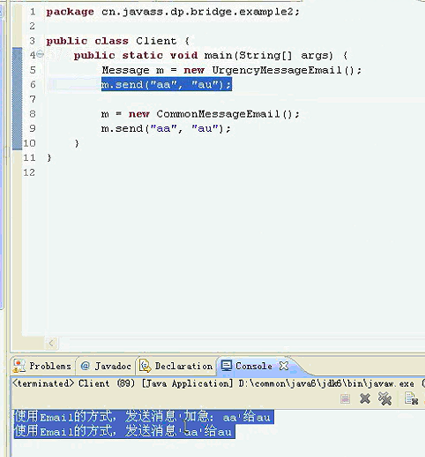 1 package cn.javass.dp.bridge.example2;
2
3 public class Client {
4 public static void main(String[] args) {
5 Message m = new UrgencyMessageEmail();
6 m.send("aa", "au");
7
8 m = new CommonMessageEmail();
9 m.send("aa", "au");
10 }
11 }
12
Problems @ Javadoc Declaration Console
<terminated> Client (89) [Java Application] D:\common\java6\jdk6\bin\javaw.exe (
使用Email的方式，发送消息'加急：aa'给au
使用Email的方式，发送消息'aa'给au